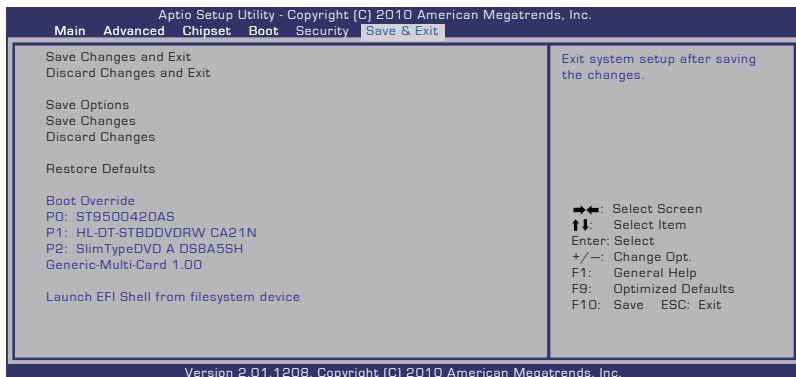 Aptio Setup Utility - Copyright (C) 2010 American Megatrends, Inc.
Main Advanced Chipset Boot Security Save & Exit
Save Changes and Exit
Discard Changes and Exit
Save Options
Save Changes
Discard Changes
Restore Defaults
Boot Override
P0: ST9500420AS
P1: HL-DT-STBDDVDRW CA21N
P2: SlimTypeDVD A DS8A5SH
Generic-Multi-Card 1.00
Launch EFI Shell from filesystem device
Exit system setup after saving
the changes.
→←: Select Screen
↑↓: Select Item
Enter: Select
+/—: Change Opt.
F1: General Help
F9: Optimized Defaults
F10: Save ESC: Exit
Version 2.01.1208. Copyright (C) 2010 American Megatrends, Inc.